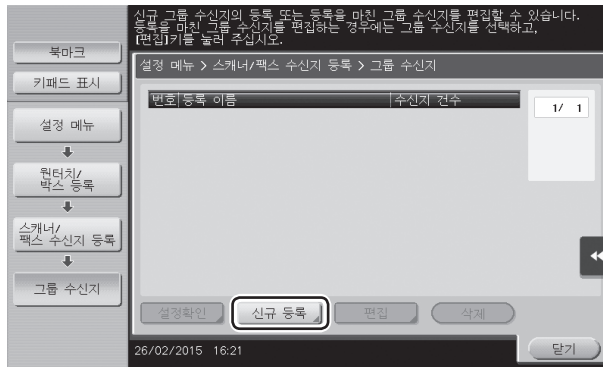 신규 그룹 수신지의 등록 또는 등록을 마친 그룹 수신지를 편집할 수 있습니다.
등록을 마친 그룹 수신지를 편집하는 경우에는 그룹 수신지를 선택하고,
[편집]키를 눌러 주십시오.
북마크
키패드 표시
설정 메뉴
원터치/
박스 등록
스캐너/
팩스 수신지 등록
그룹 수신지
설정 메뉴 > 스캐너/팩스 수신지 등록 > 그룹 수신지
번호 등록 이름 수신지 건수
1/ 1
설정확인 신규 등록 편집 삭제
26/02/2015 16:21
닫기